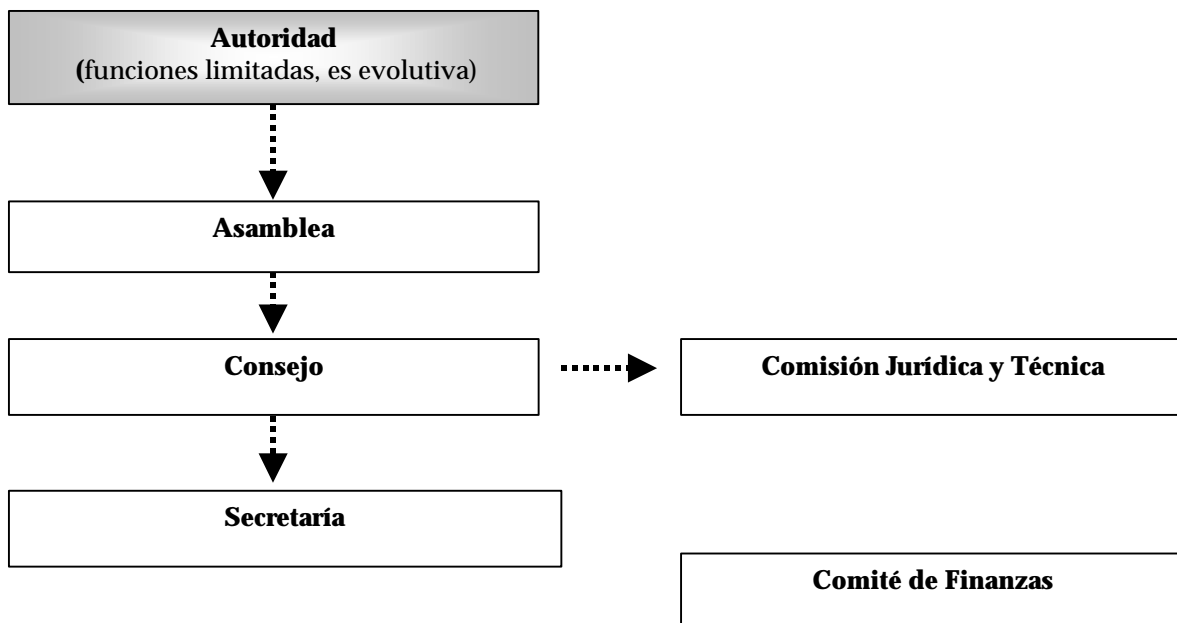 Autoridad
(funciones limitadas, es evolutiva)
Asamblea
Consejo
Comisión Jurídica y Técnica
Secretaría
Comité de Finanzas